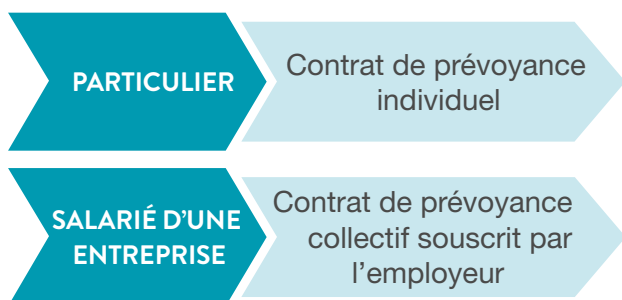 PARTICULIER
Contrat de prévoyance
individuel
SALARIÉ D’UNE
ENTREPRISE
Contrat de prévoyance
collectif souscrit par
l’employeur